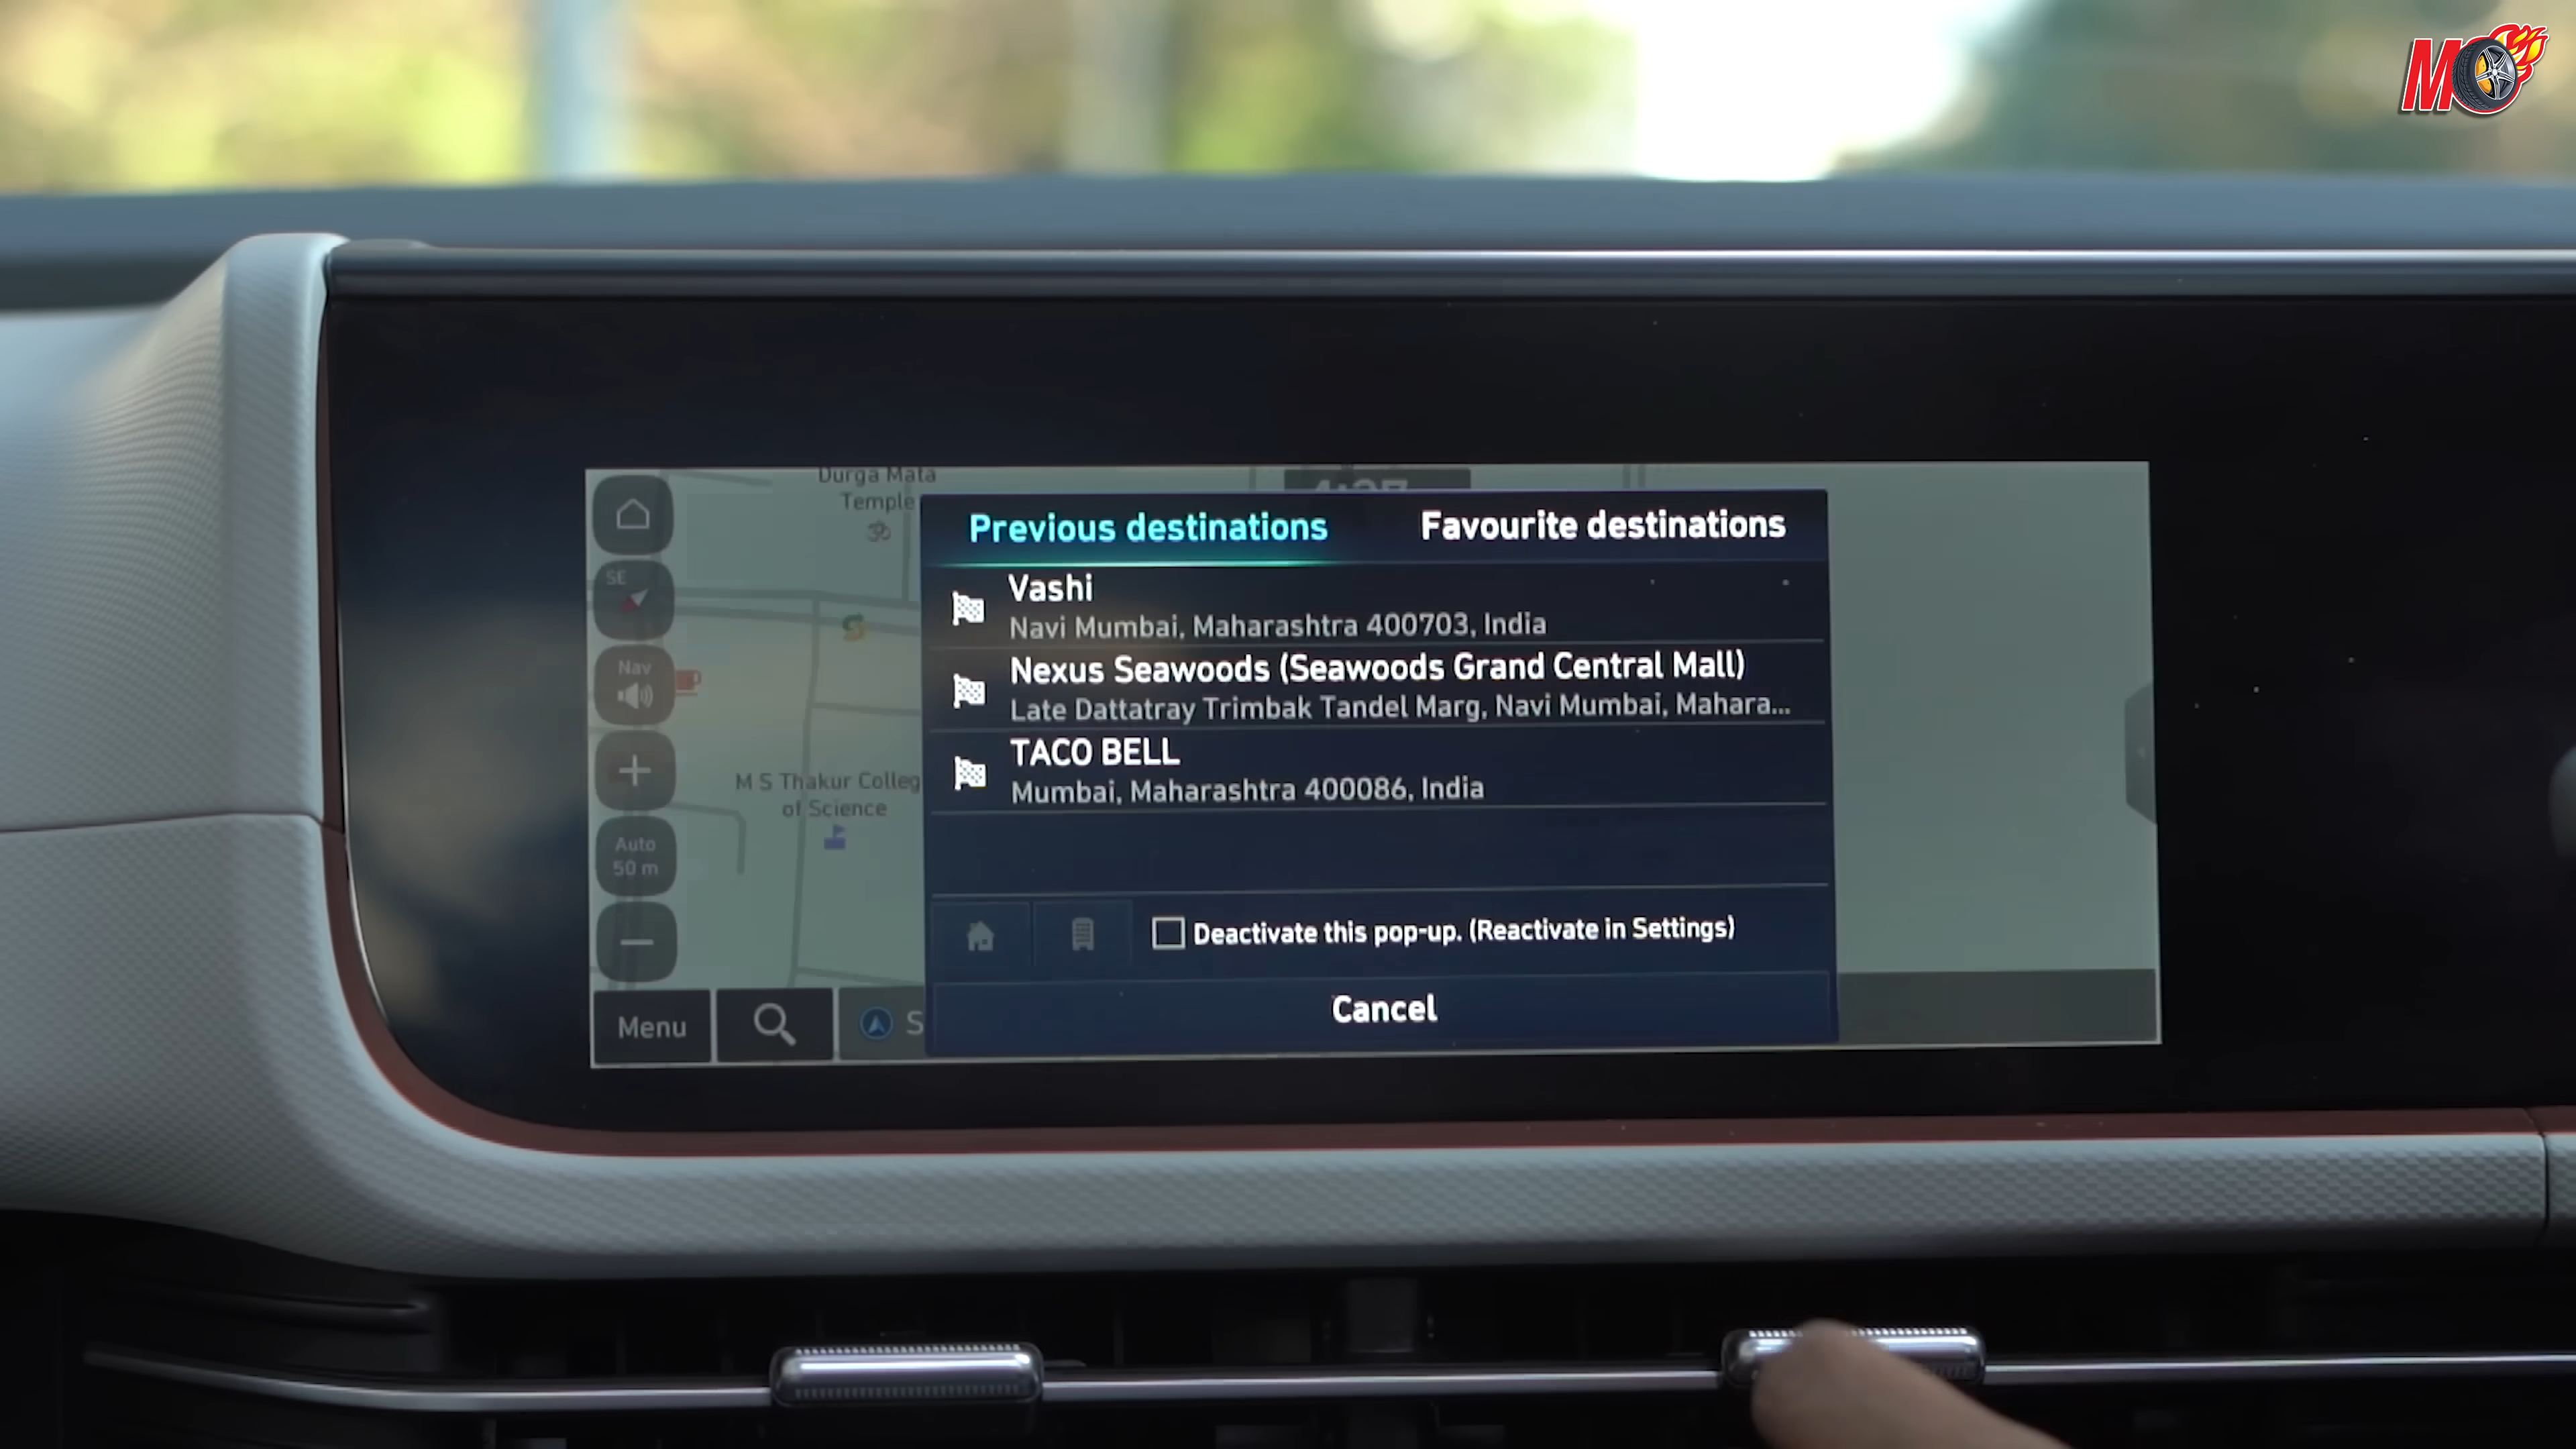 MO
Durga Mata
Temple
Previous destinations
Favourite destinations
SE
Vashi
Navi Mumbai, Maharashtra 400703, India
Nav
Nexus Seawoods (Seawoods Grand Central Mall)
Late Dattatray Trimbak Tandel Marg, Navi Mumbai, Mahara...
TACO BELL
Mumbai, Maharashtra 400086, India
M S Thakur Colleg
of Science
Auto
50 m
Deactivate this pop-up. (Reactivate in Settings)
Menu
S
Cancel